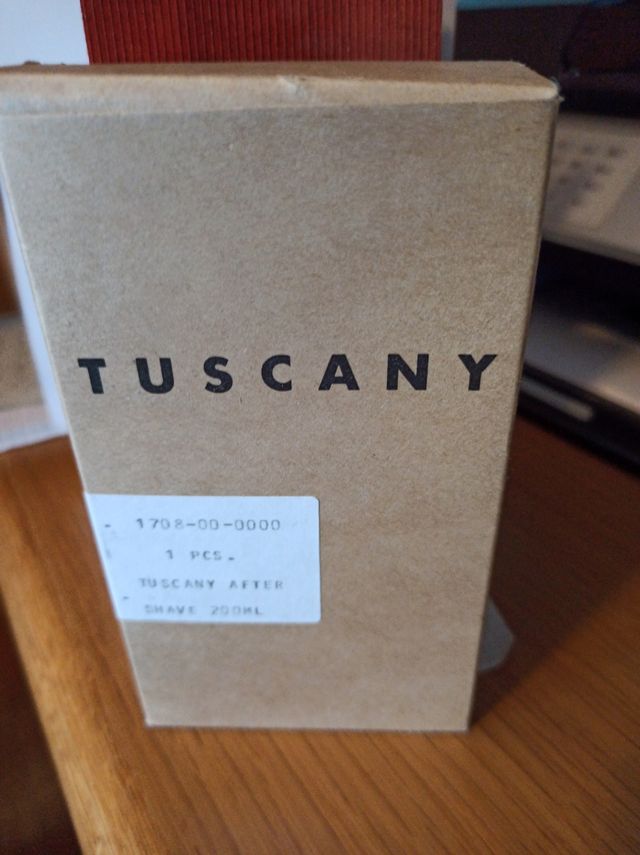 TUSCANY
1708-00-0000
1 PCS.
TUSCANY AFTER
SHAVE 200ML